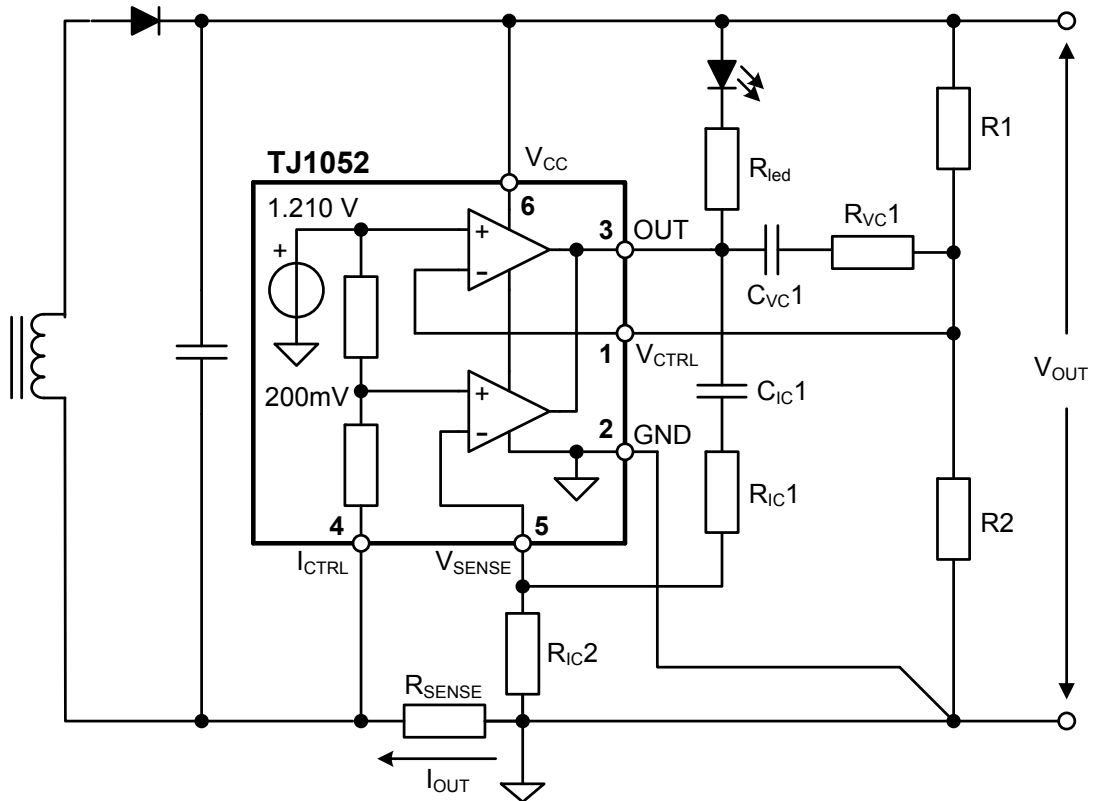 TJ1052
VCC
1.210 V
+
6
+
-
3
OUT
Rled
RVC1
CVC1
R1
1
VCTRL
VOUT
200mV
+
-
2
GND
CIC1
RIC1
R2
4
5
ICTRL
VSENSE
RIC2
RSENSE
IOUT